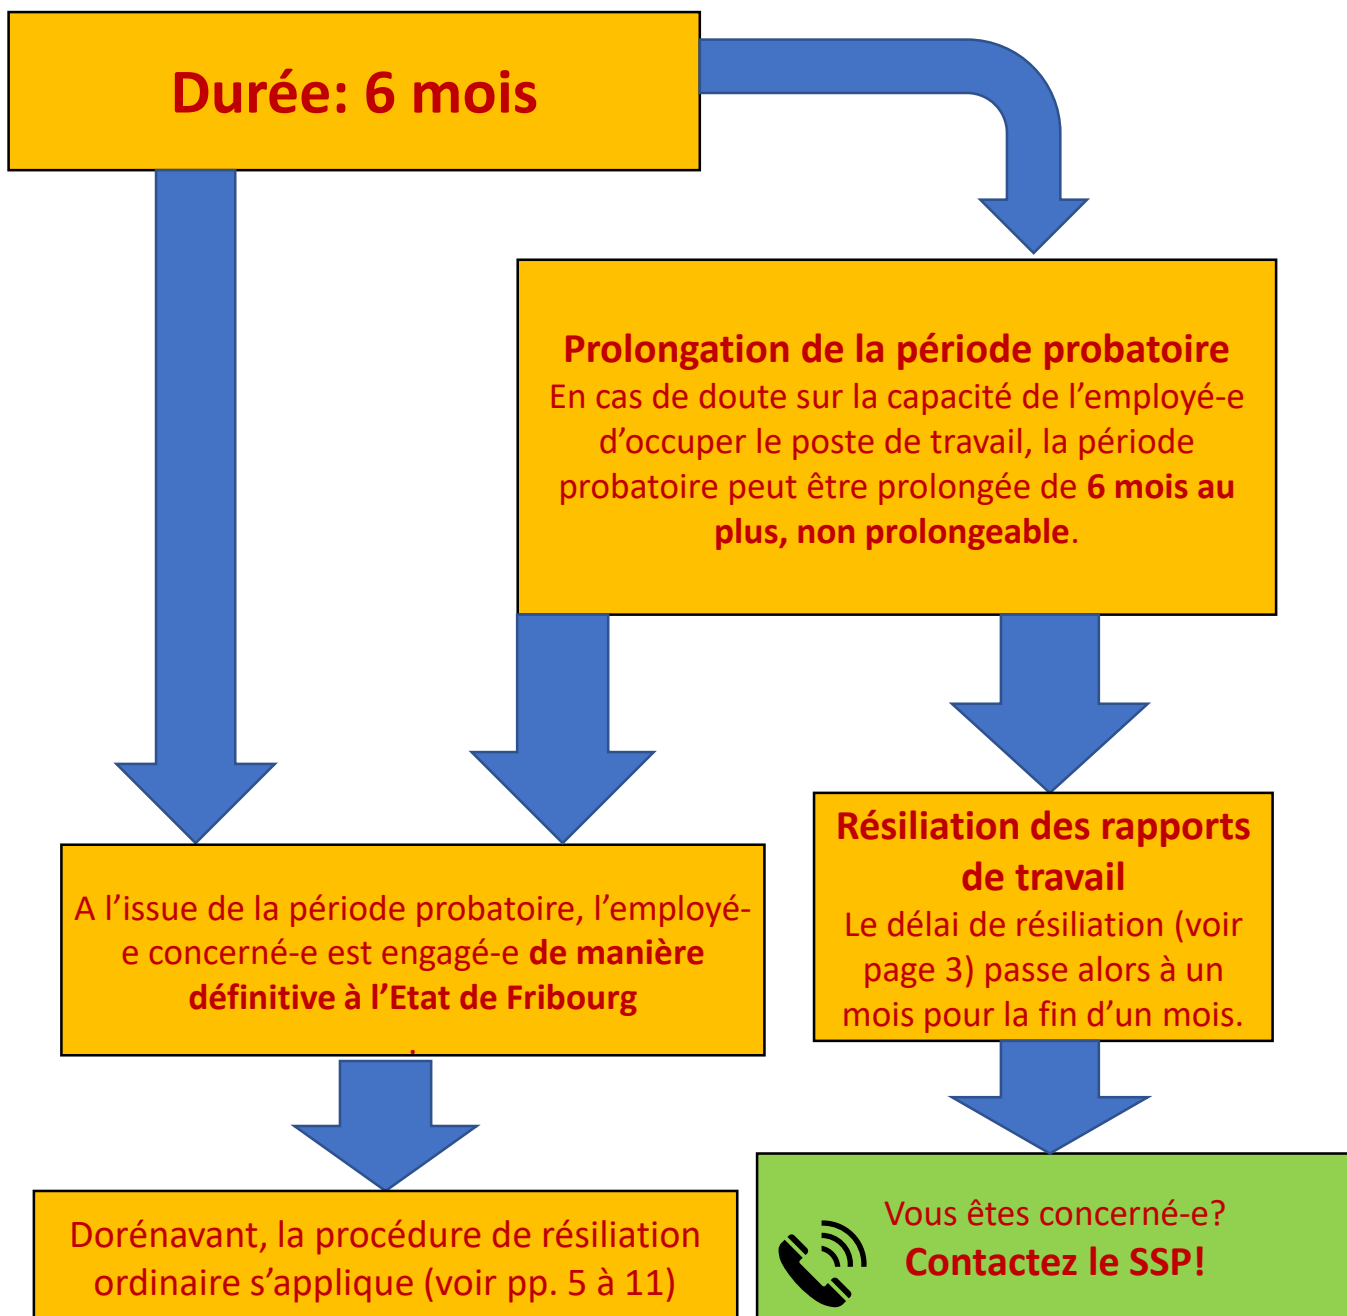 Durée: 6 mois
Prolongation de la période probatoire
En cas de doute sur la capacité de l’employé-e
d’occuper le poste de travail, la période
probatoire peut être prolongée de 6 mois au
plus, non prolongeable.
A l’issue de la période probatoire, l’employé-
e concerné-e est engagé-e de manière
définitive à l’Etat de Fribourg
.
Résiliation des rapports
de travail
Le délai de résiliation (voir
page 3) passe alors à un
mois pour la fin d’un mois.
Dorénavant, la procédure de résiliation
ordinaire s’applique (voir pp. 5 à 11)
Vous êtes concerné-e?
Contactez le SSP!